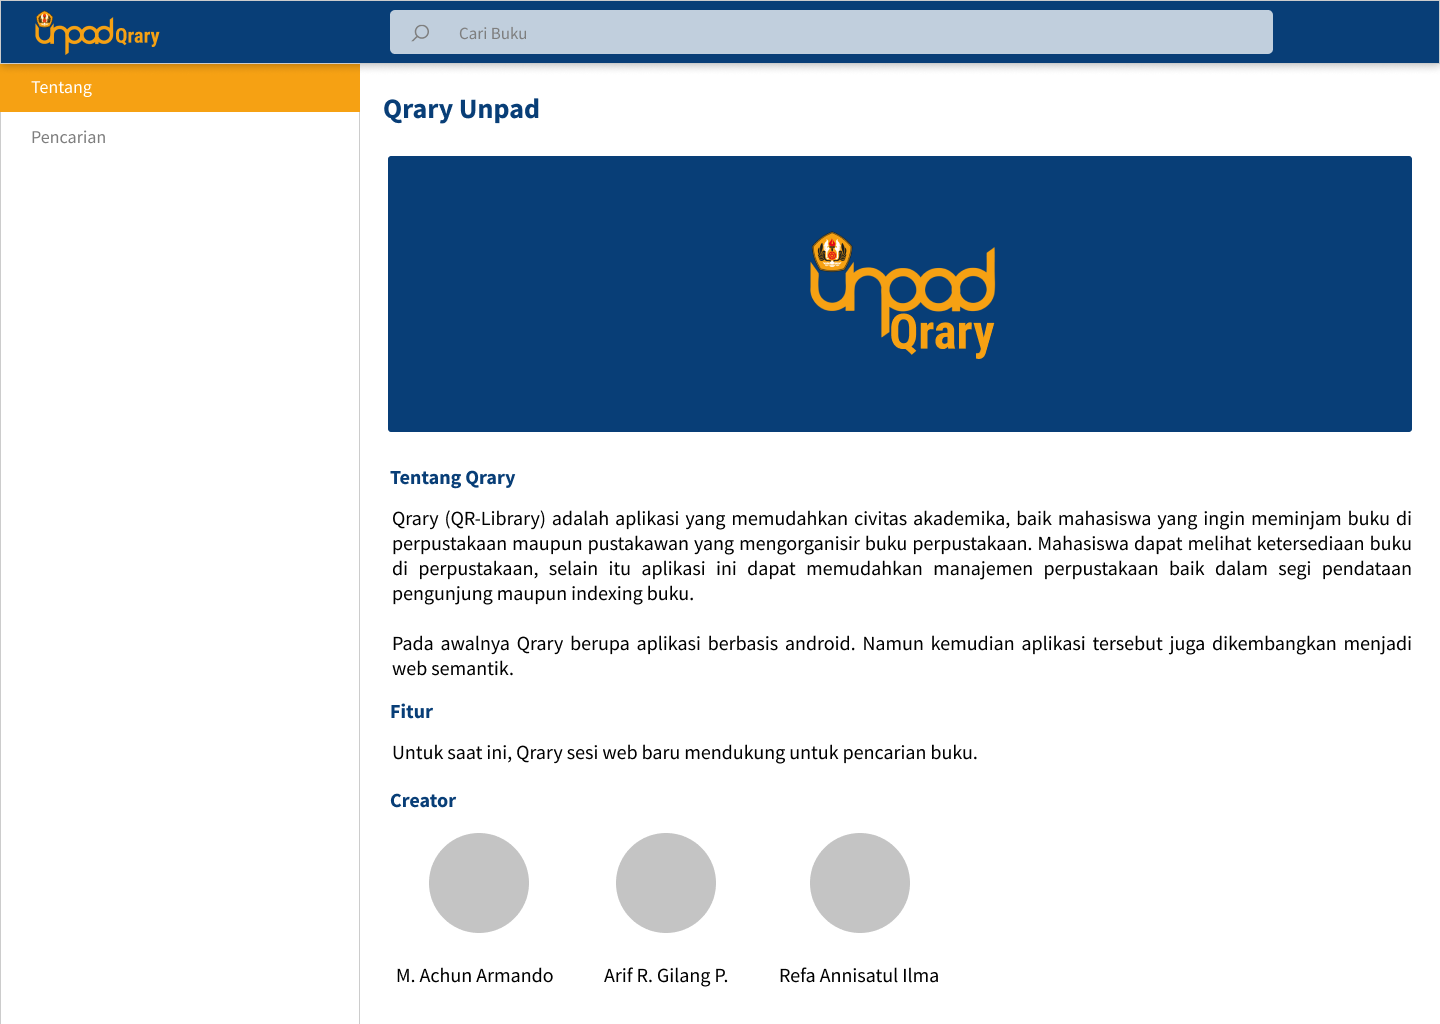 unpad Qrary
Cari Buku
Tentang
Pencarian
Qrary Unpad
unpad
Qrary
Tentang Qrary
Qrary (QR-Library) adalah aplikasi yang memudahkan civitas akademika, baik mahasiswa yang ingin meminjam buku di
perpustakaan maupun pustakawan yang mengorganisir buku perpustakaan. Mahasiswa dapat melihat ketersediaan buku
di perpustakaan, selain itu aplikasi ini dapat memudahkan manajemen perpustakaan baik dalam segi pendataan
pengunjung maupun indexing buku.
Pada awalnya Qrary berupa aplikasi berbasis android. Namun kemudian aplikasi tersebut juga dikembangkan menjadi
web semantik.
Fitur
Untuk saat ini, Qrary sesi web baru mendukung untuk pencarian buku.
Creator
M. Achun Armando
Arif R. Gilang P.
Refa Annisatul Ilma